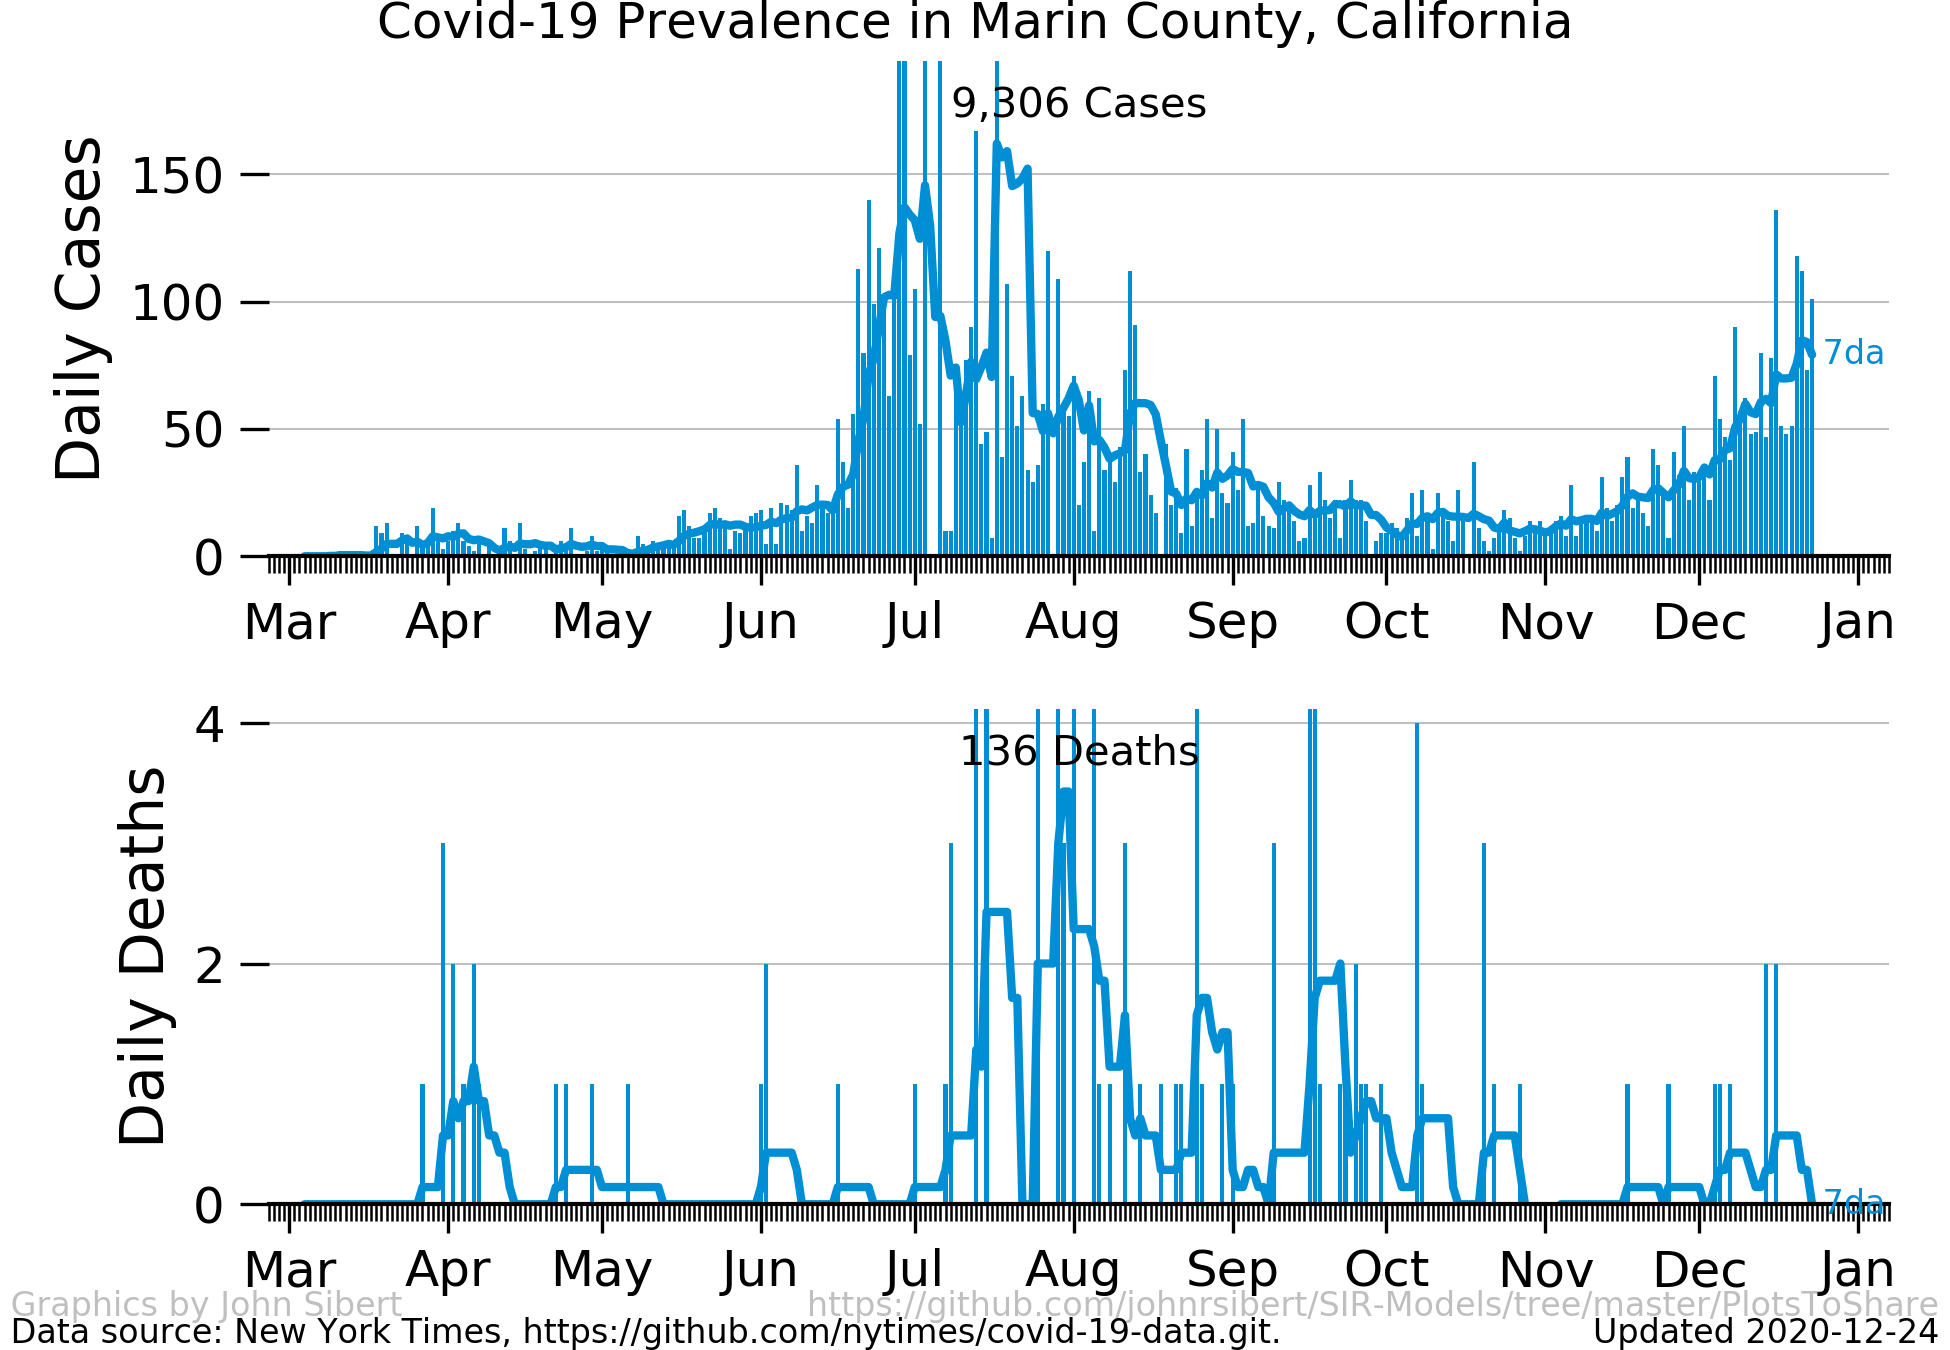 Covid-19 Prevalence in Marin County, California
9,306 Cases
Daily Cases
150
100
50
0
7da
Mar Apr May Jun Jul Aug Sep Oct Nov Dec Jan
136 Deaths
Daily Deaths
4
2
0
7da
Mar Apr May Jun Jul Aug Sep Oct Nov Dec Jan
Graphics by John Sibert https://github.com/johnrsibert/SIR-Models/tree/master/PlotsToShare
Data source: New York Times, https://github.com/nytimes/covid-19-data.git. Updated 2020-12-24